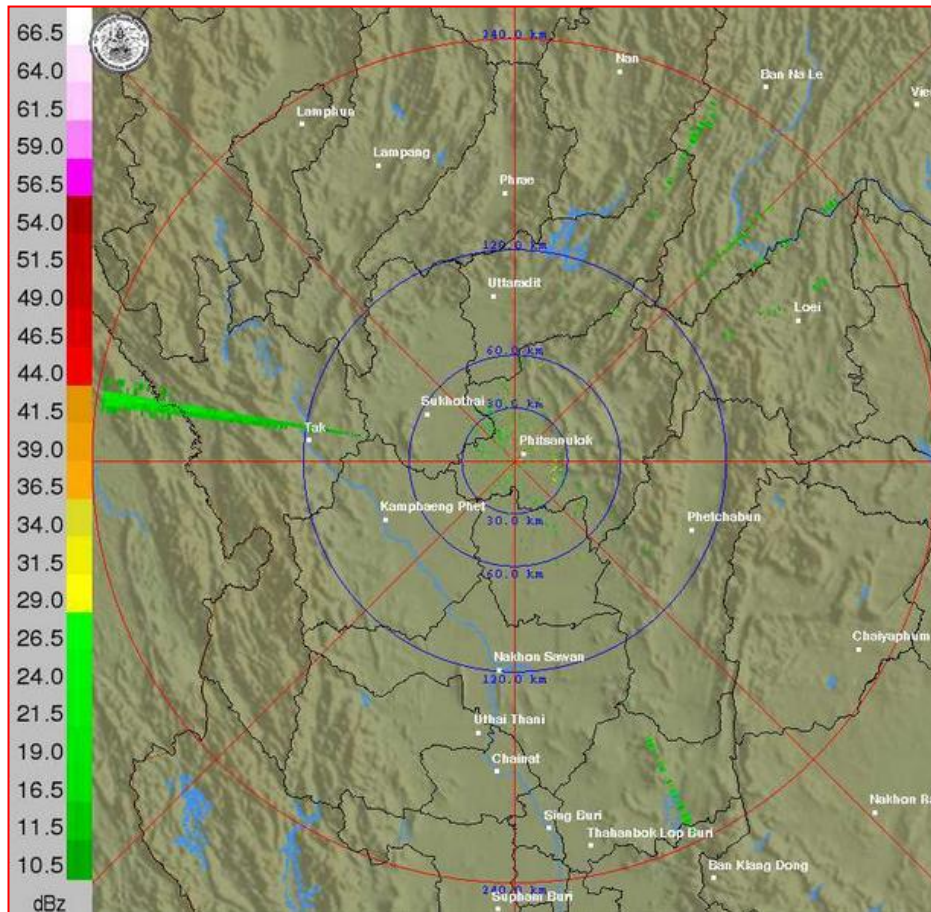 66.5
64.0
61.5
59.0
56.5
54.0
49.0
46.5
44.0
41.5
39.0
36.5
34.0
31.5
29.0
26.5
24.0
21.5
19.0
16.5
11.5
10.5
dBz
240.0 km
Nan
Ban Na Le
Lamphun
Lampang
Phrae
120.0 km
Uttaradit
Loei
60.0 km
30.0 km
Sukhothai
Tak
Phitsanulok
Kamphaeng Phet
30.0 km
Phetchabun
60.0 km
Chaiyaphum
Nakhon Sawan
120.0 km
Uthai Thani
Chainat
Nakhon Ra
Sing Buri
Thahanbok Lop Buri
Ban Klang Dong
240.0 km
Suphan Buri